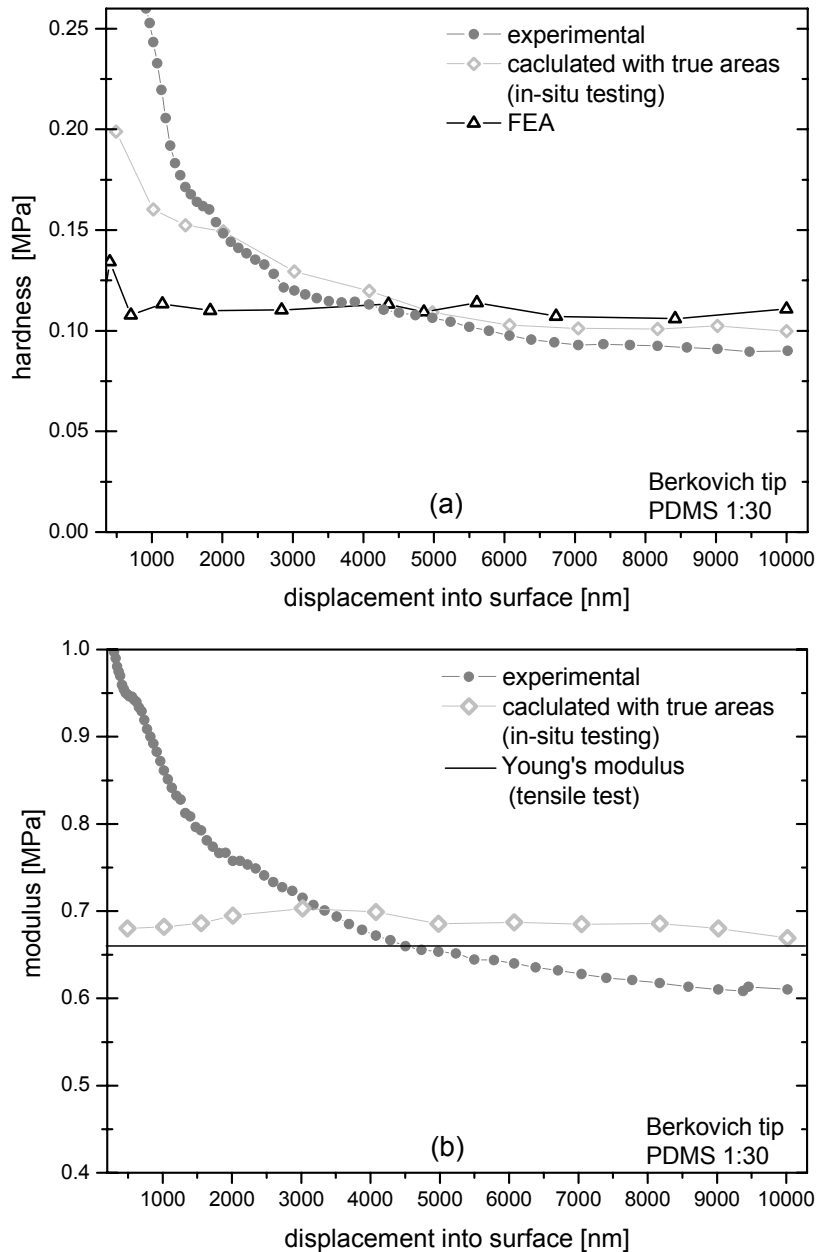 0.25
0.20
0.15
0.10
0.05
0.00
hardness [MPa]
experimental
caclulated with true areas
(in-situ testing)
FEA
(a)
Berkovich tip
PDMS 1:30
1000 2000 3000 4000 5000 6000 7000 8000 9000 10000
displacement into surface [nm]
1.0
0.9
0.8
0.7
0.6
0.5
0.4
modulus [MPa]
experimental
caclulated with true areas
(in-situ testing)
Young's modulus
(tensile test)
(b)
Berkovich tip
PDMS 1:30
1000 2000 3000 4000 5000 6000 7000 8000 9000 10000
displacement into surface [nm]